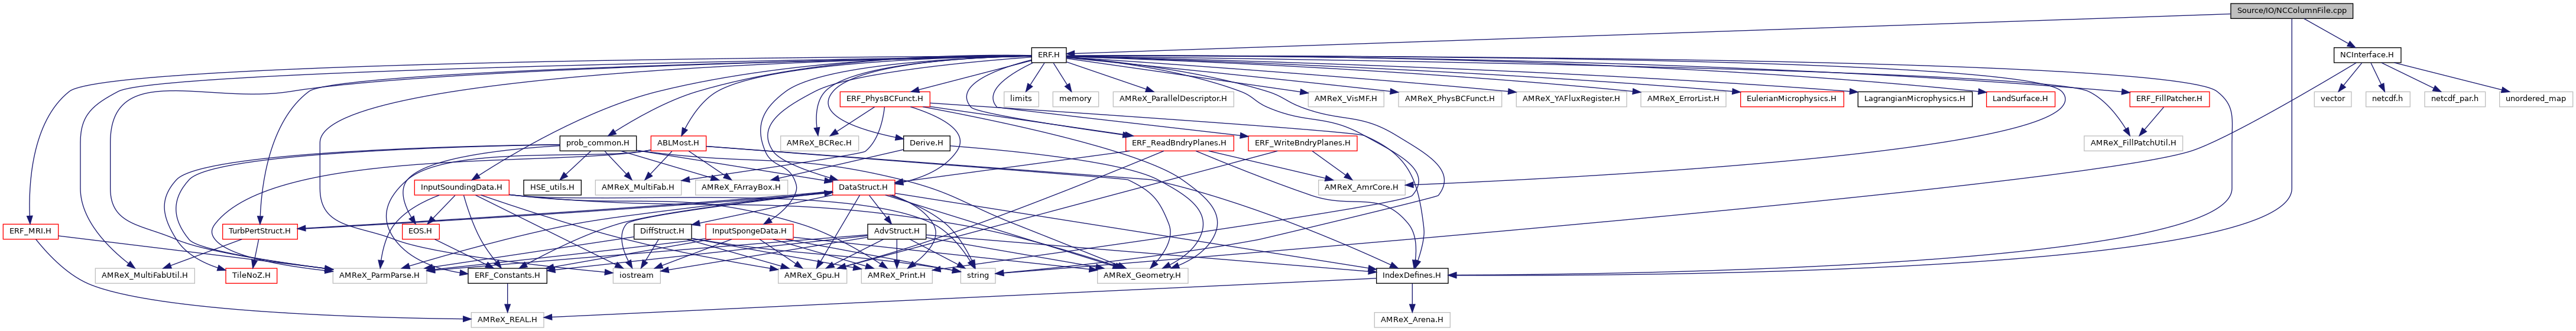 Source/IO/NCColumnFile.cpp
ERF.H
NCInterface.H
ERF_PhysBCFunct.H
limits
memory
AMReX_ParallelDescriptor.H
AMReX_VisMF.H
AMReX_PhysBCFunct.H
AMReX_YAFluxRegister.H
AMReX_ErrorList.H
EulerianMicrophysics.H
LagrangianMicrophysics.H
LandSurface.H
ERF_FillPatcher.H
vector
netcdf.h
netcdf_par.h
unordered_map
prob_common.H
ABLMost.H
AMReX_BCRec.H
Derive.H
ERF_ReadBndryPlanes.H
ERF_WriteBndryPlanes.H
AMReX_FillPatchUtil.H
InputSoundingData.H
HSE_utils.H
AMReX_MultiFab.H
AMReX_FArrayBox.H
DataStruct.H
AMReX_AmrCore.H
ERF_MRI.H
TurbPertStruct.H
EOS.H
DiffStruct.H
InputSpongeData.H
AdvStruct.H
AMReX_MultiFabUtil.H
TileNoZ.H
AMReX_ParmParse.H
ERF_Constants.H
iostream
AMReX_Gpu.H
AMReX_Print.H
string
AMReX_Geometry.H
IndexDefines.H
AMReX_REAL.H
AMReX_Arena.H